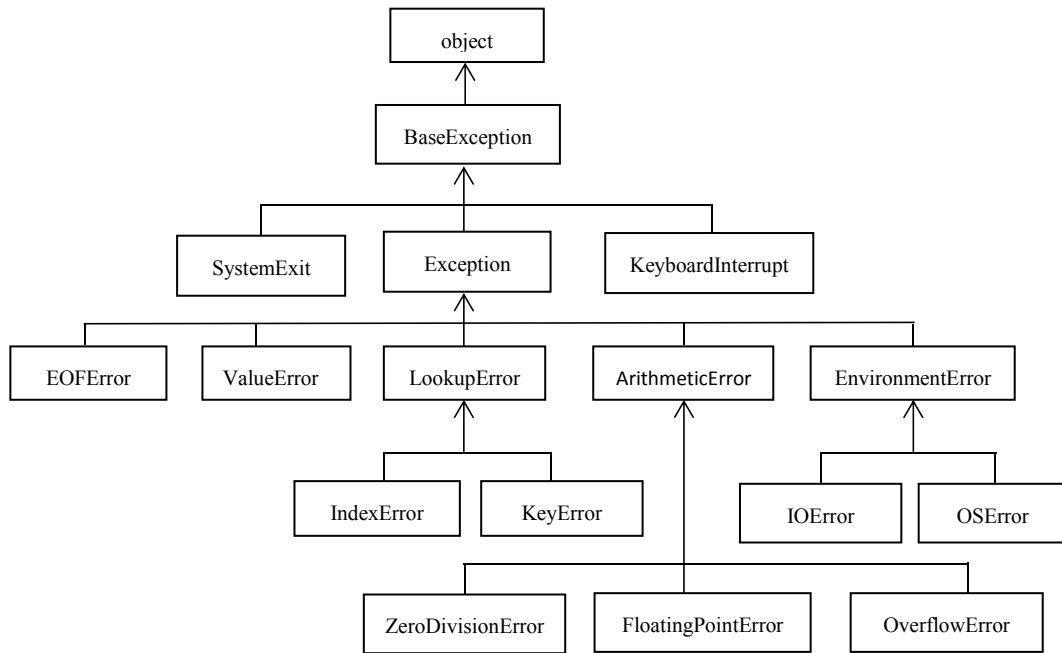 object
BaseException
SystemExit Exception KeyboardInterrupt
EOFError ValueError LookupError ArithmeticError EnvironmentError
IndexError KeyError IOError OSError
ZeroDivisionError FloatingPointError OverflowError